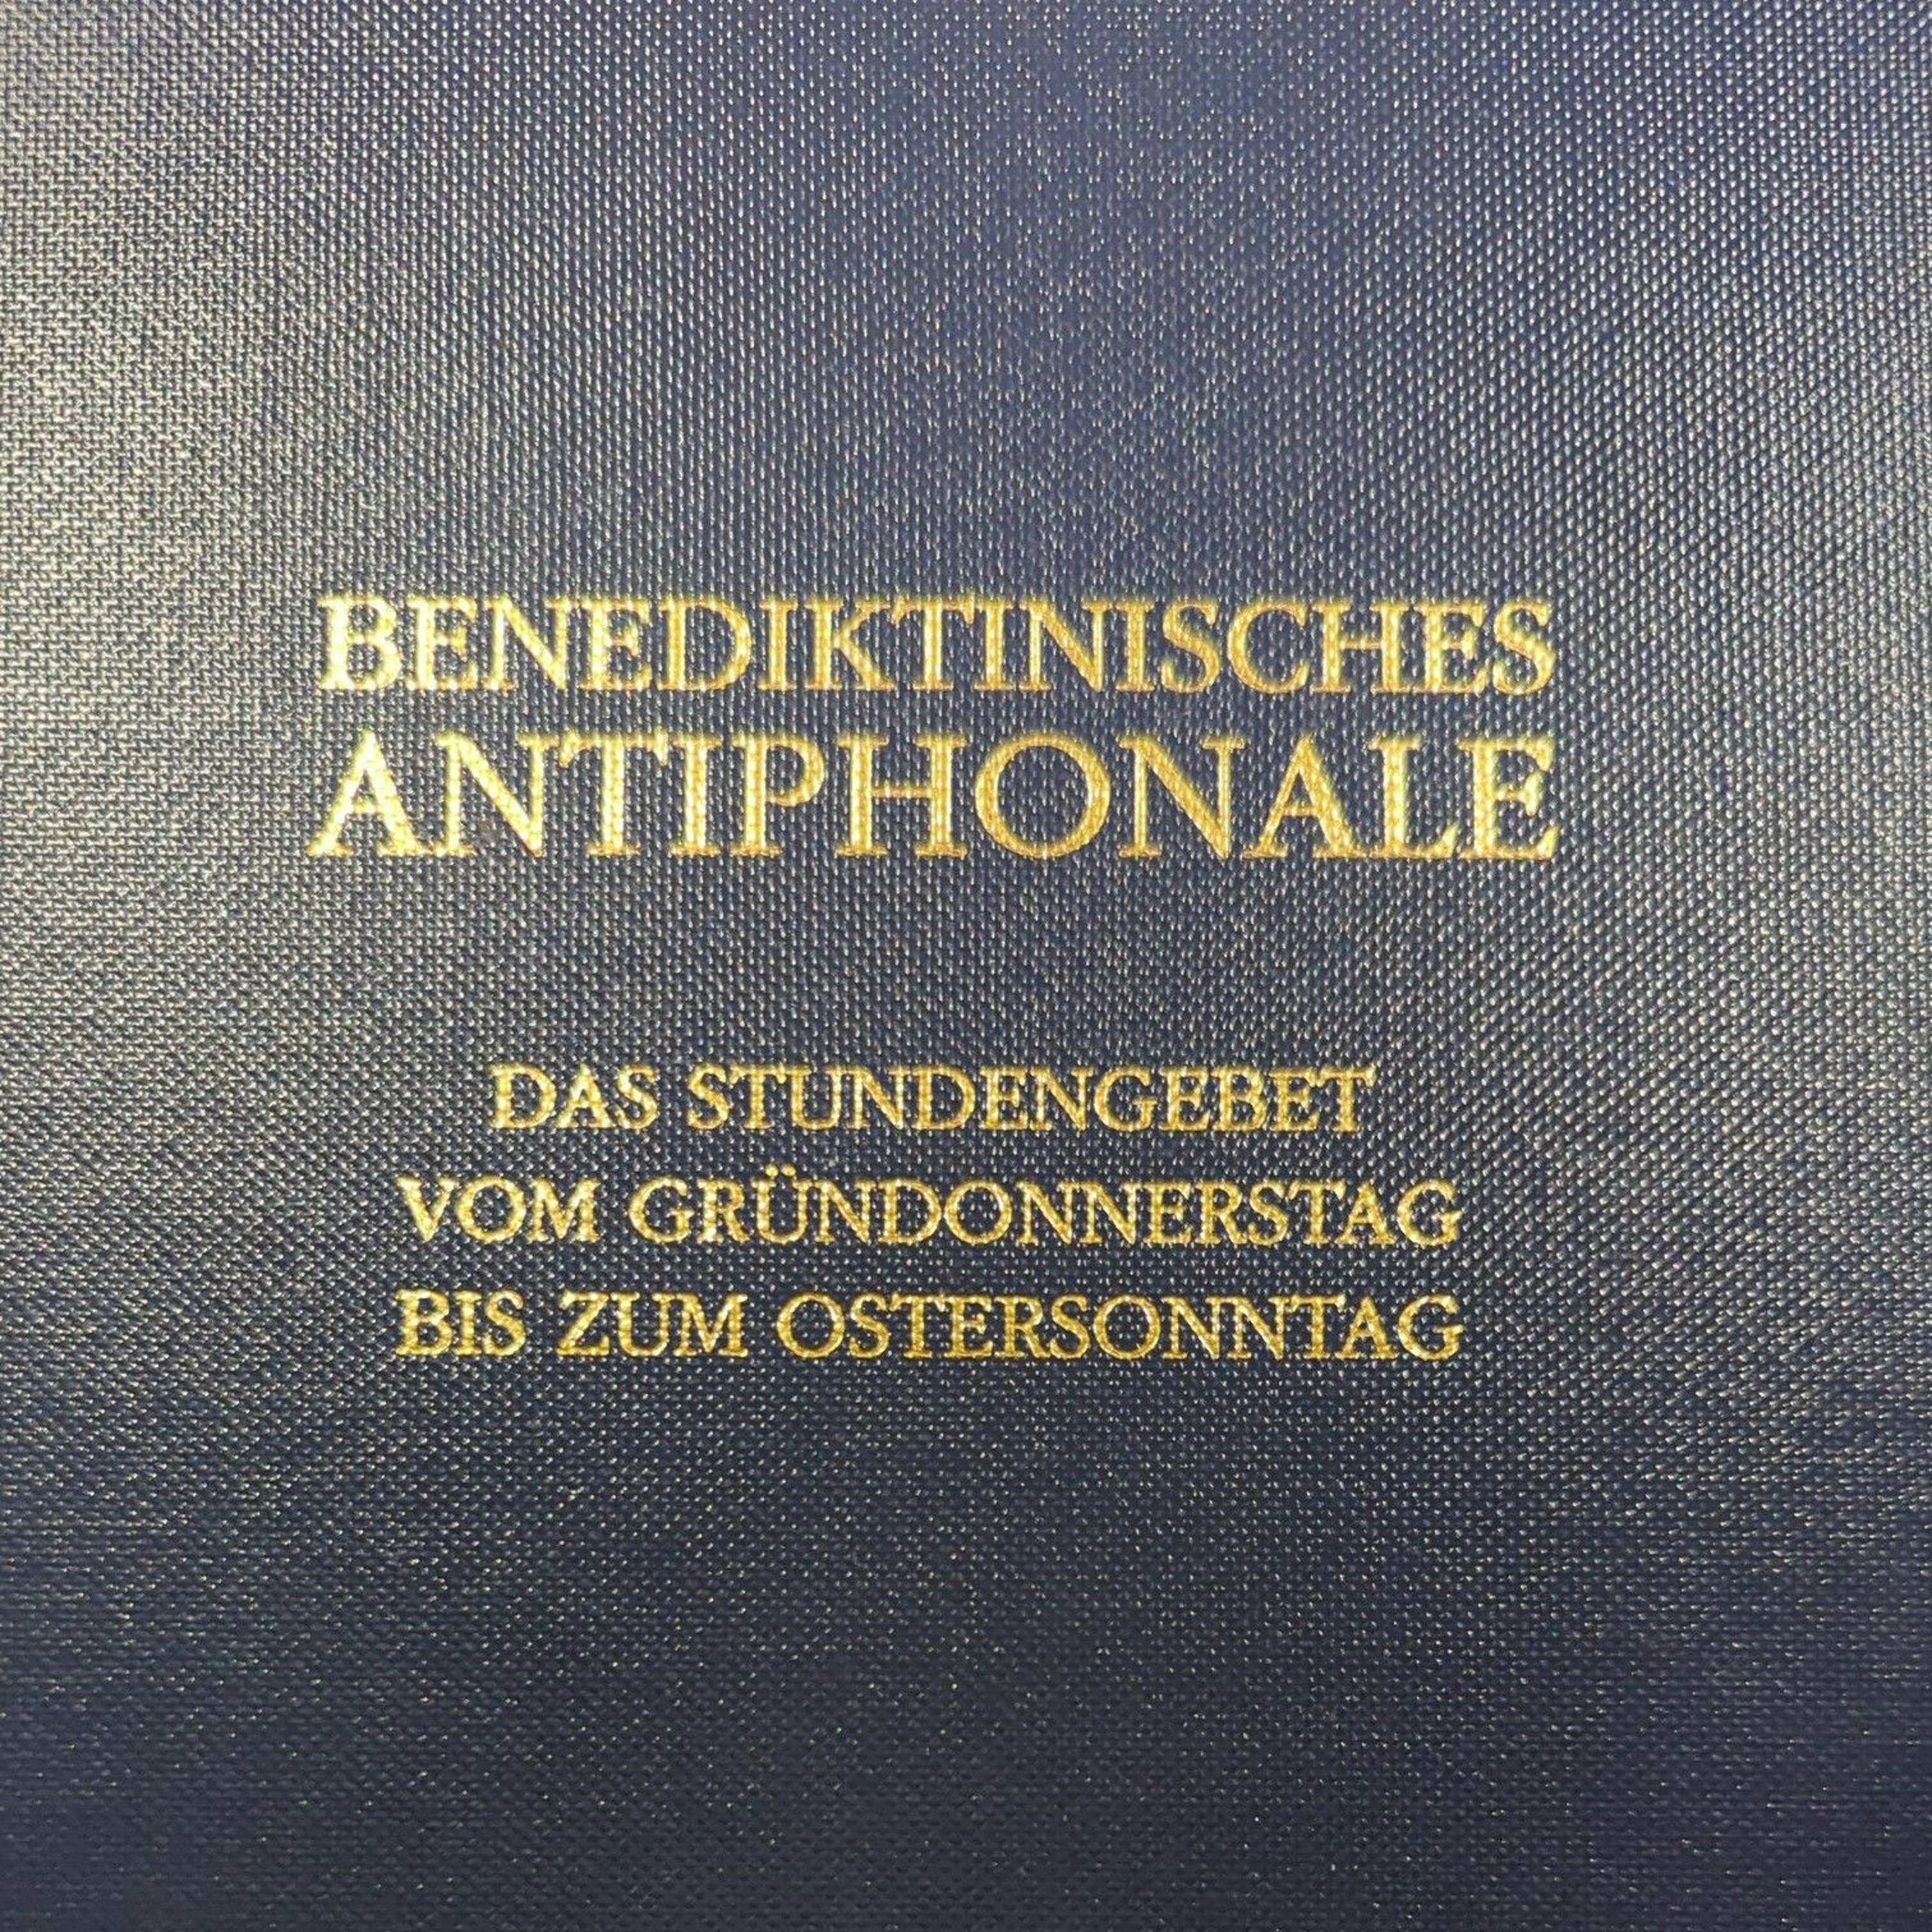 BENEDIKTINISCHES
ANTIPHONALE
DAS STUNDENGEBET
VOM GRÜNDONNERSTAG
BIS ZUM OSTERSONNTAG